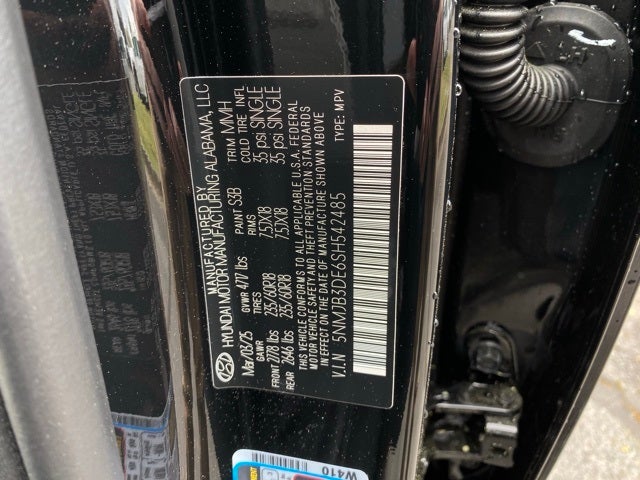 MANUFACTURED BY
HYUNDAI MOTOR MANUFACTURING ALABAMA, LLC
Mar/03/25 GVWR 4717 lbs PAINT S3B TRIM MMH
GAWR TIRES RIMS COLD TIRE INFL
FRONT 2778 lbs 235/60R18 7.5JX18 35 psi SINGLE
REAR 2646 lbs 235/60R18 7.5JX18 35 psi SINGLE
THIS VEHICLE CONFORMS TO ALL APPLICABLE U.S.A. FEDERAL
MOTOR VEHICLE SAFETY AND THEFT PREVENTION STANDARDS
IN EFFECT ON THE DATE OF MANUFACTURE SHOWN ABOVE
V.I.N 5NMJB3DE6SH542485 TYPE: MPV
W410